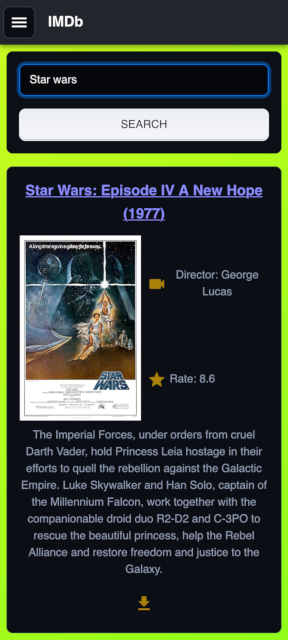 IMDb
Star wars
SEARCH
Star Wars: Episode IV A New Hope
(1977)
A long time ago in a galaxy far, far away...
STAR
WARS
Director: George
Lucas
Rate: 8.6
The Imperial Forces, under orders from cruel
Darth Vader, hold Princess Leia hostage in their
efforts to quell the rebellion against the Galactic
Empire. Luke Skywalker and Han Solo, captain of
the Millennium Falcon, work together with the
companionable droid duo R2-D2 and C-3PO to
rescue the beautiful princess, help the Rebel
Alliance and restore freedom and justice to the
Galaxy.